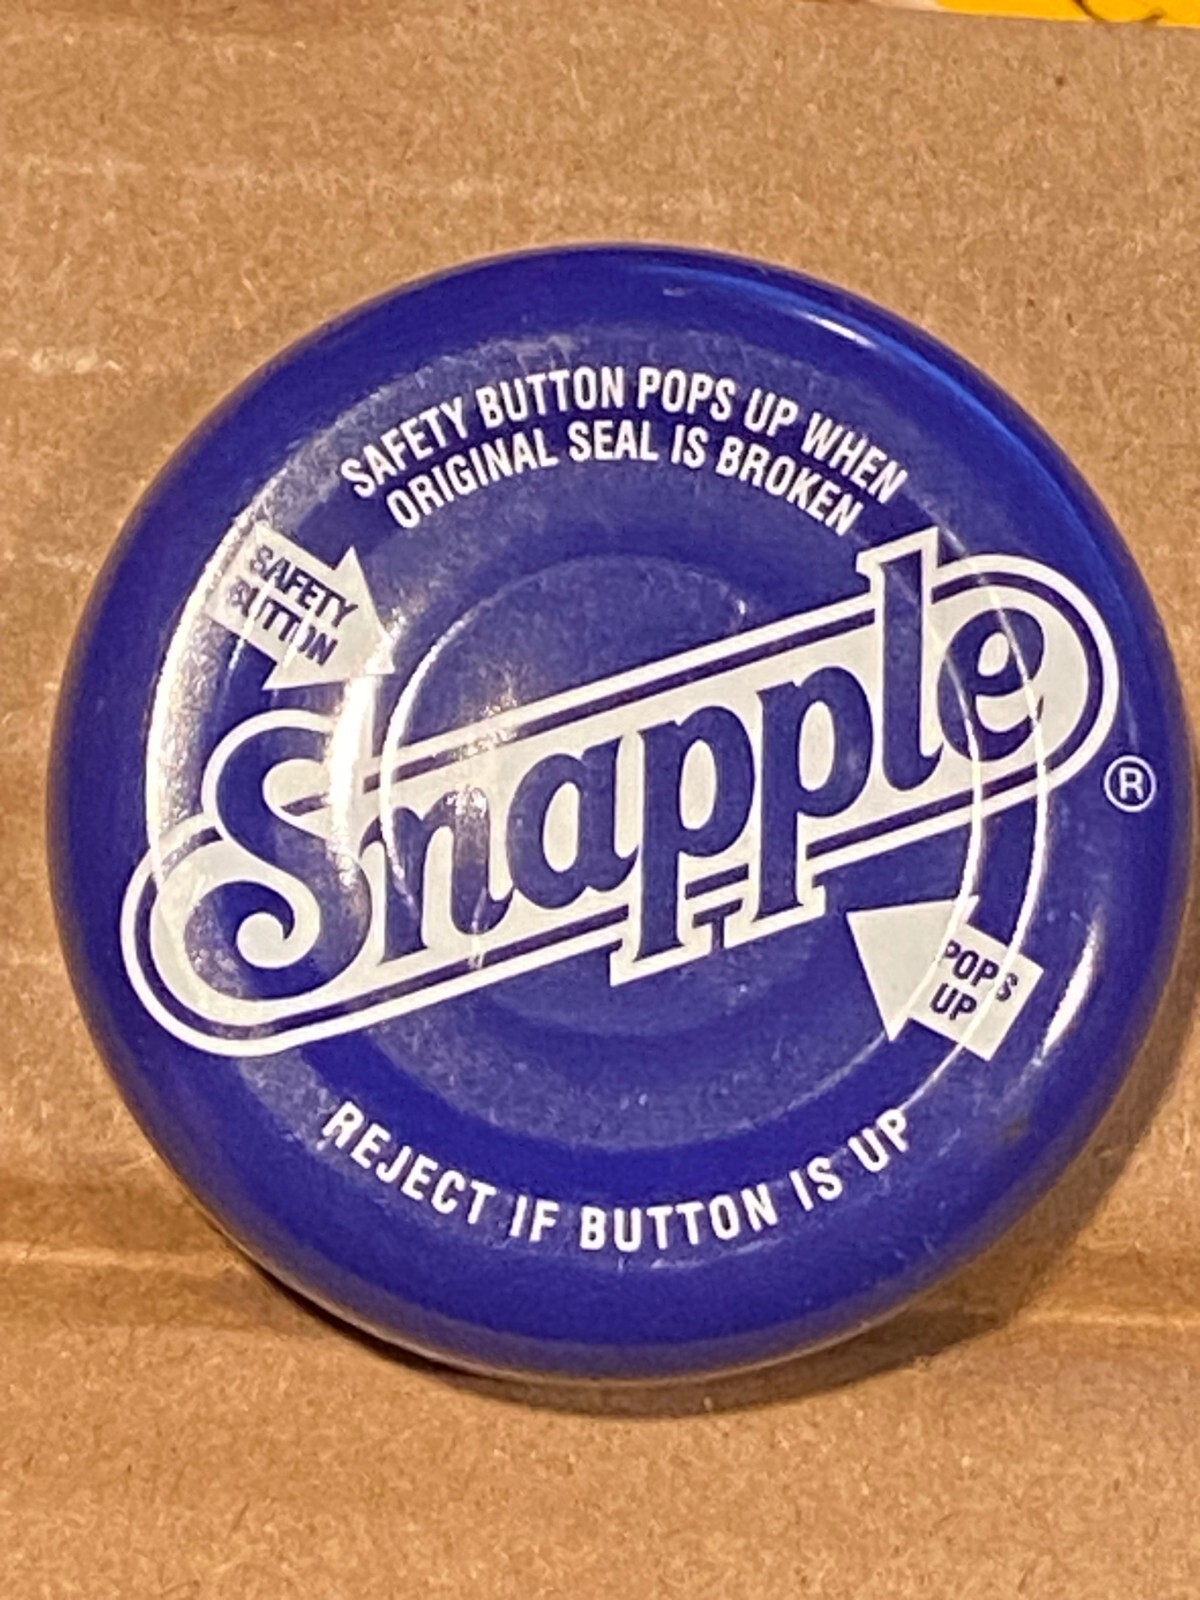 SAFETY BUTTON POPS UP WHEN
ORIGINAL SEAL IS BROKEN
SAFETY
BUTTON
Snapple
®
POPS
UP
REJECT IF BUTTON IS UP